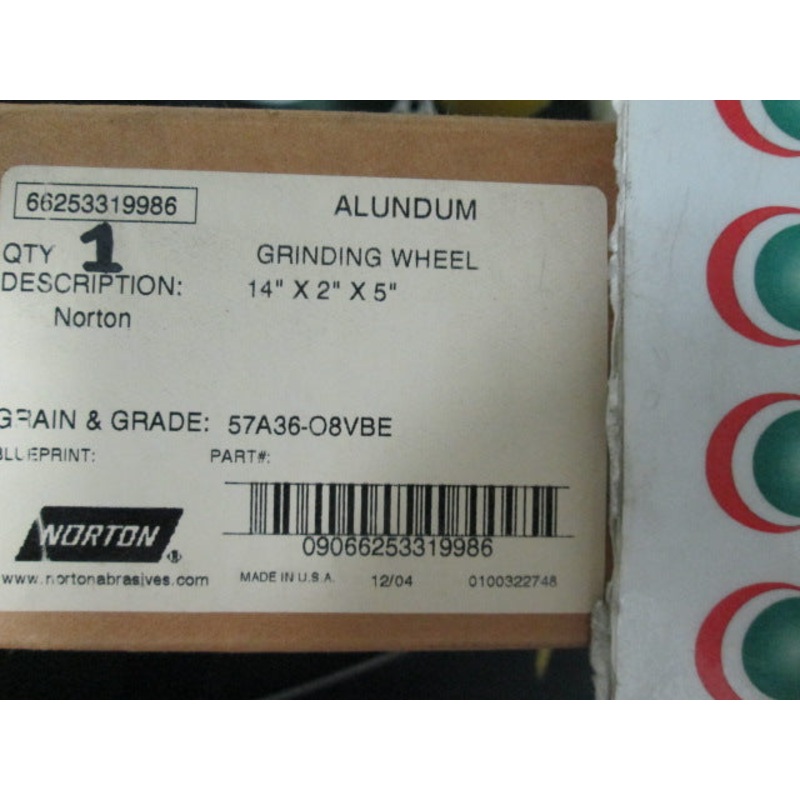 66253319986
ALUNDUM
QTY 1
GRINDING WHEEL
DESCRIPTION:
14" X 2" X 5"
Norton
GRAIN & GRADE: 57A36-O8VBE
BLUEPRINT:
PART#:
NORTON®
09066253319986
www.nortonabrasives.com
MADE IN U.S.A.
12/04
0100322748